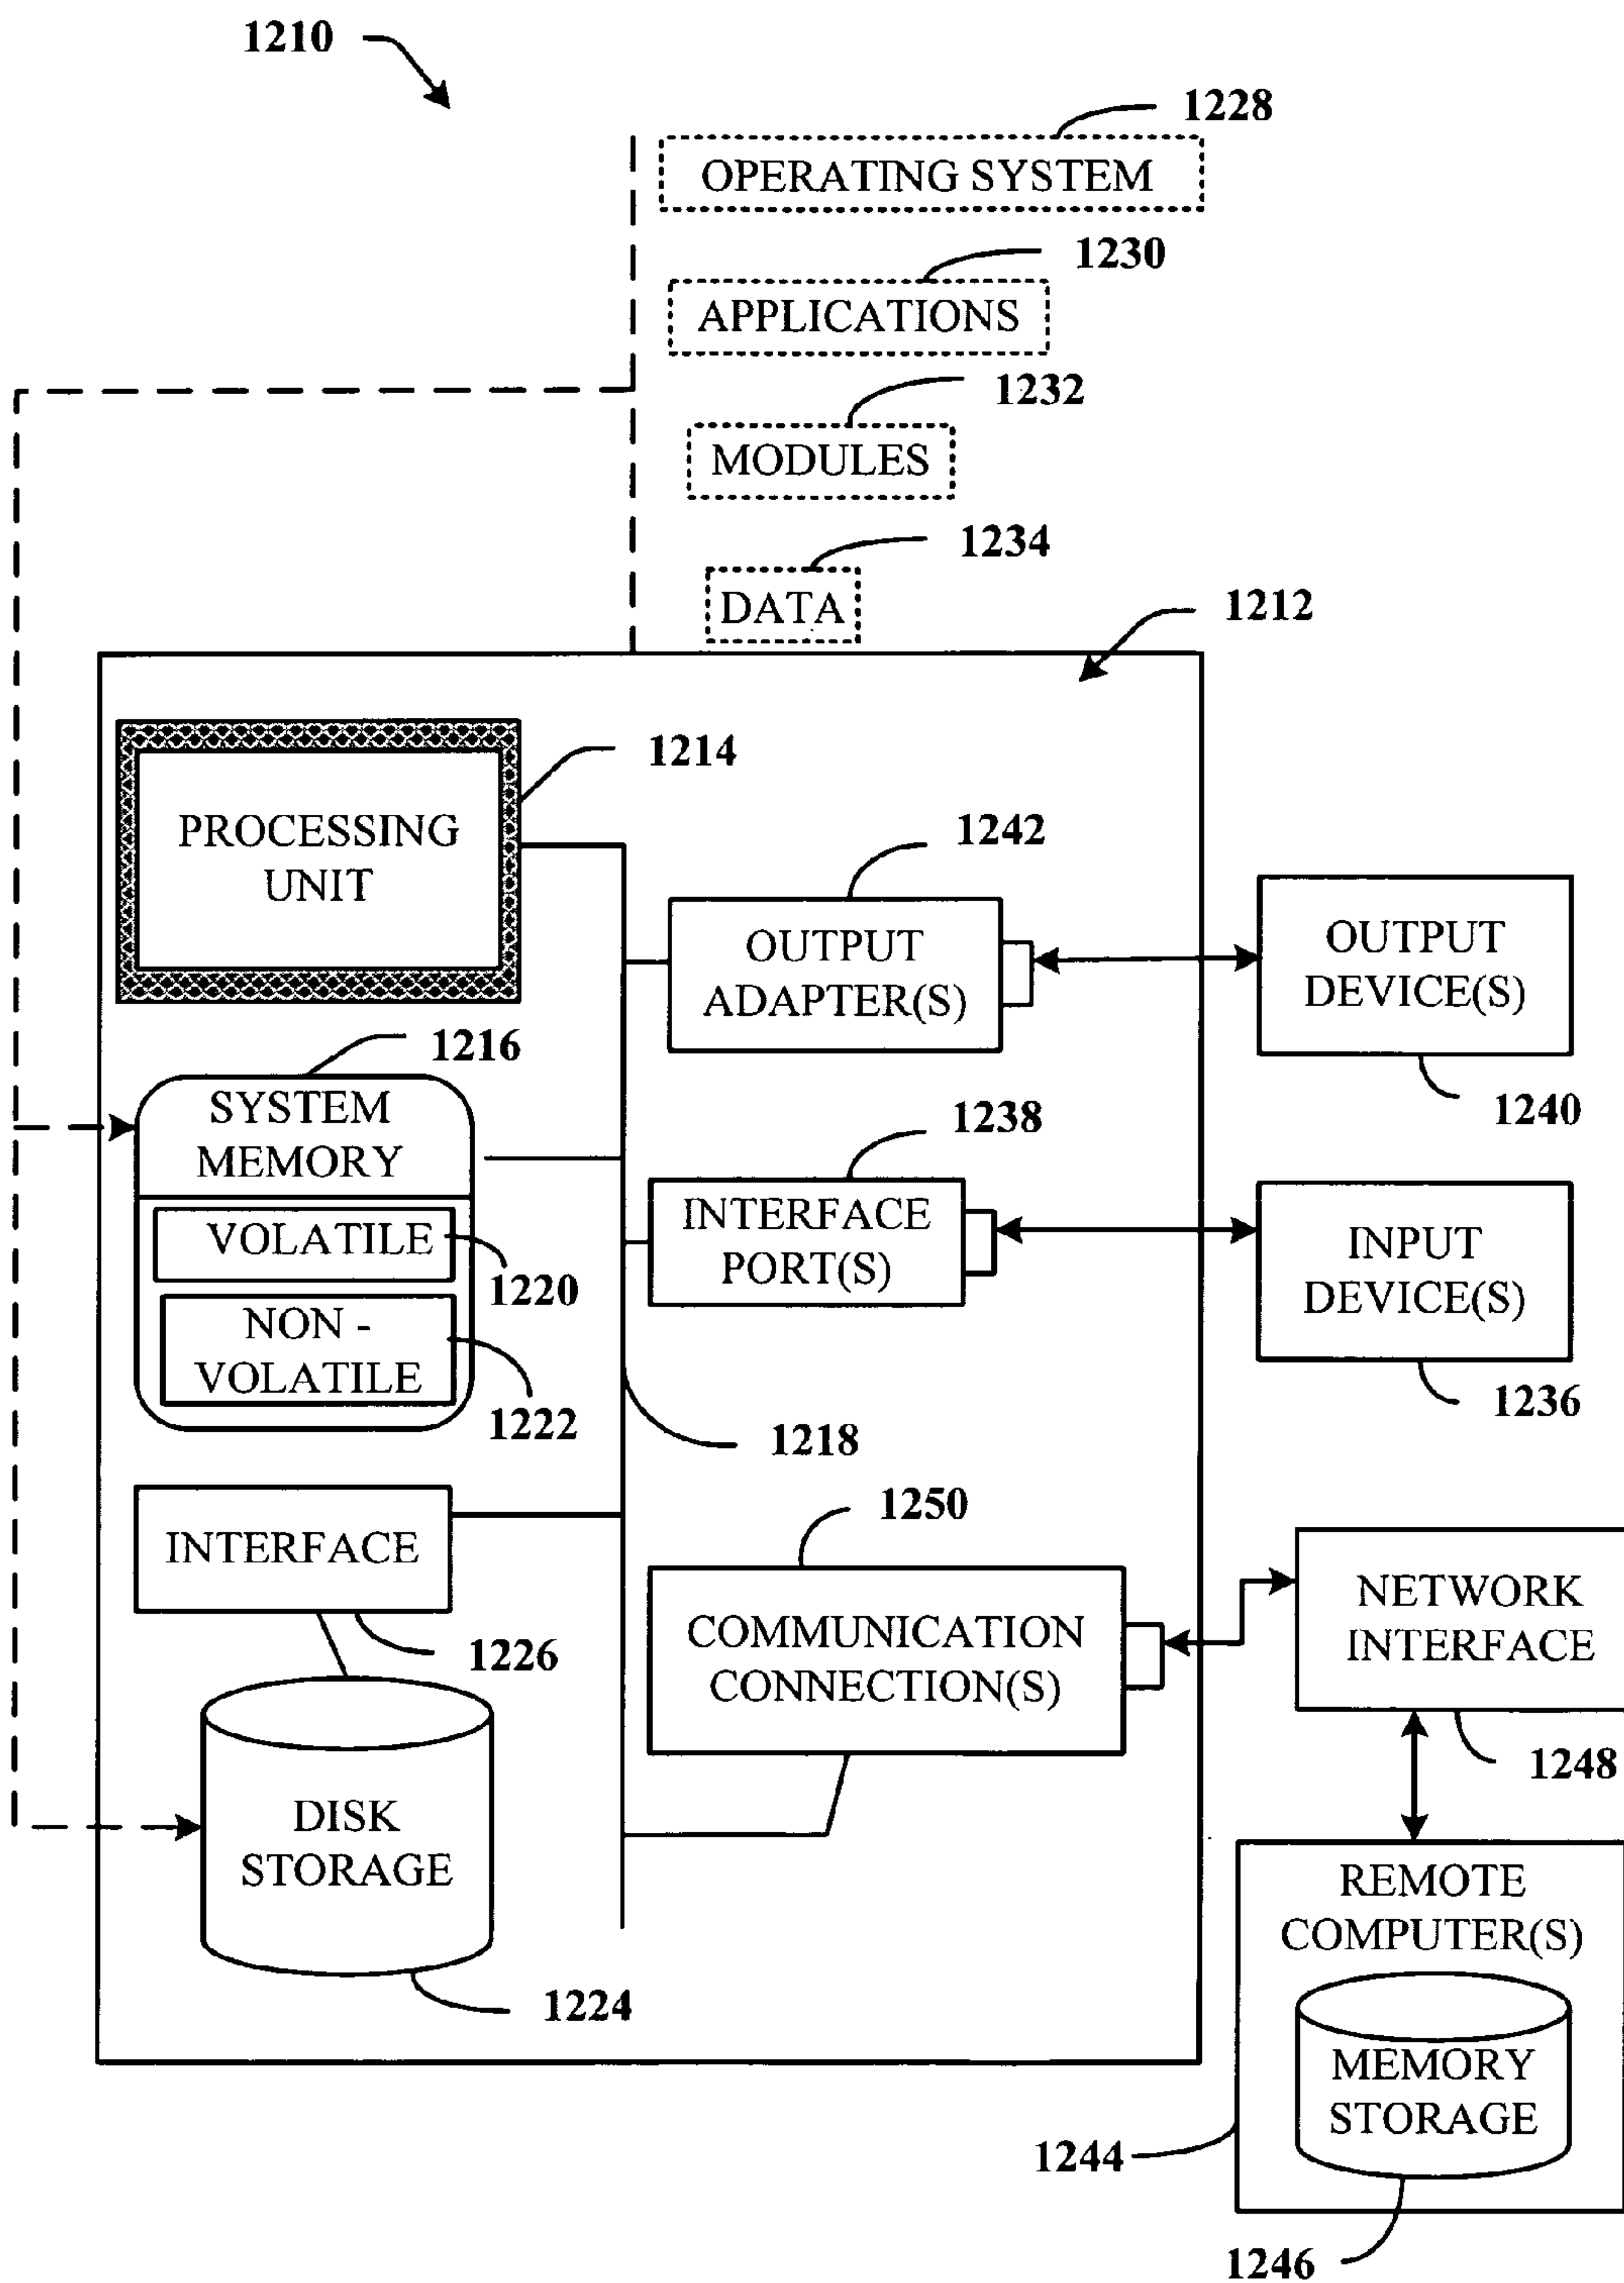 1210
1228
OPERATING SYSTEM
1230
APPLICATIONS
1232
MODULES
1234
DATA
1212
PROCESSING
UNIT
1214
1242
OUTPUT
ADAPTER(S)
OUTPUT
DEVICE(S)
1240
1216
SYSTEM
MEMORY
VOLATILE
1220
NON -
VOLATILE
1222
1238
INTERFACE
PORT(S)
INPUT
DEVICE(S)
1236
1218
INTERFACE
1226
1250
COMMUNICATION
CONNECTION(S)
NETWORK
INTERFACE
1248
DISK
STORAGE
1224
REMOTE
COMPUTER(S)
MEMORY
STORAGE
1244
1246